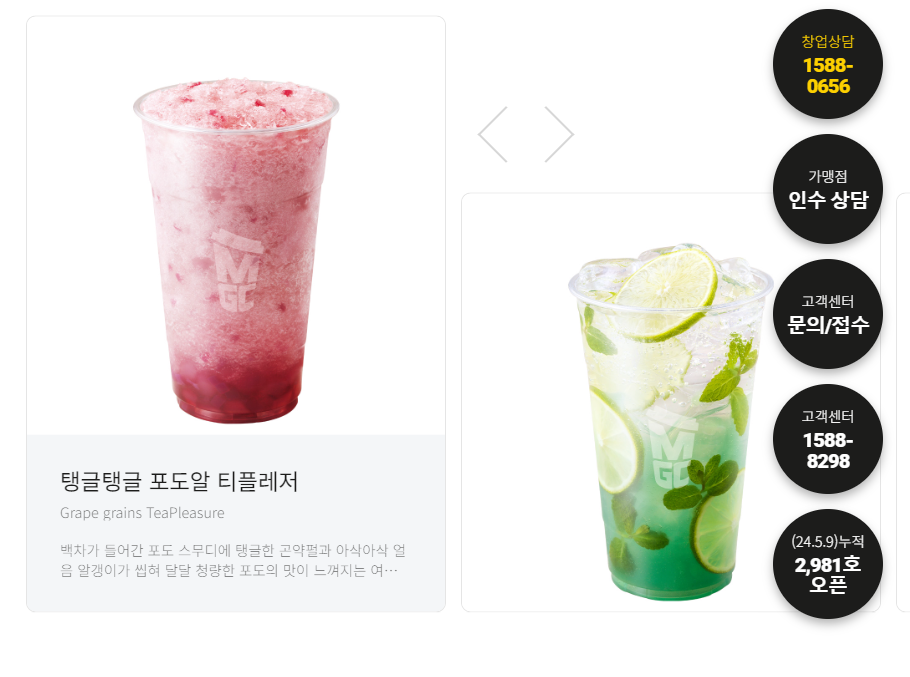 탱글탱글 포도알 티플레저
Grape grains TeaPleasure
백차가 들어간 포도 스무디에 탱글한 곤약펄과 아삭아삭 얼
음 알갱이가 씹혀 달달 청량한 포도의 맛이 느껴지는 여…
MGC
MGC
창업상담
1588-
0656
가맹점
인수 상담
고객센터
문의/접수
고객센터
1588-
8298
(24.5.9)누적
2,981호
오픈